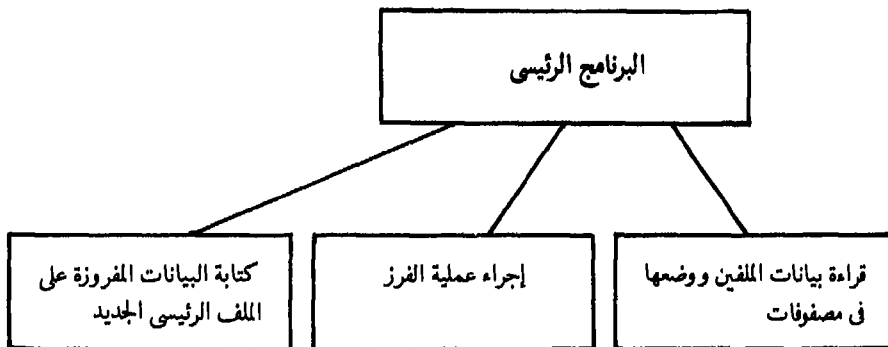 البرنامج الرئيسى
قراءة بيانات الملفين ووضعها
فى مصفوفات
إجراء عملية الفرز
كتابة البيانات المفروزة على
الملف الرئيسى الجديد